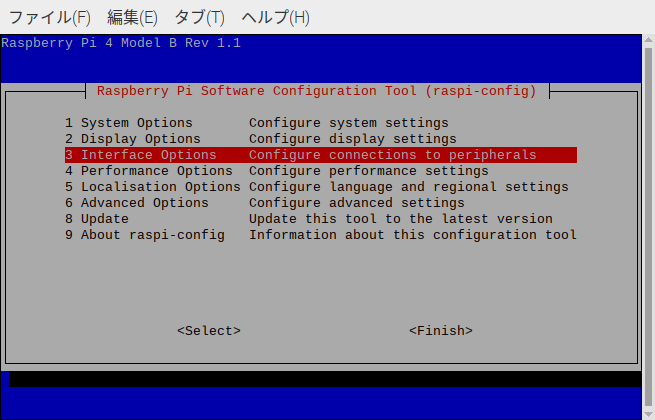 ファイル(F) 編集(E) タブ(T) ヘルプ(H)
Raspberry Pi 4 Model B Rev 1.1
Raspberry Pi Software Configuration Tool (raspi-config)
1 System Options Configure system settings
2 Display Options Configure display settings
3 Interface Options Configure connections to peripherals
4 Performance Options Configure performance settings
5 Localisation Options Configure language and regional settings
6 Advanced Options Configure advanced settings
8 Update Update this tool to the latest version
9 About raspi-config Information about this configuration tool
<Select> <Finish>